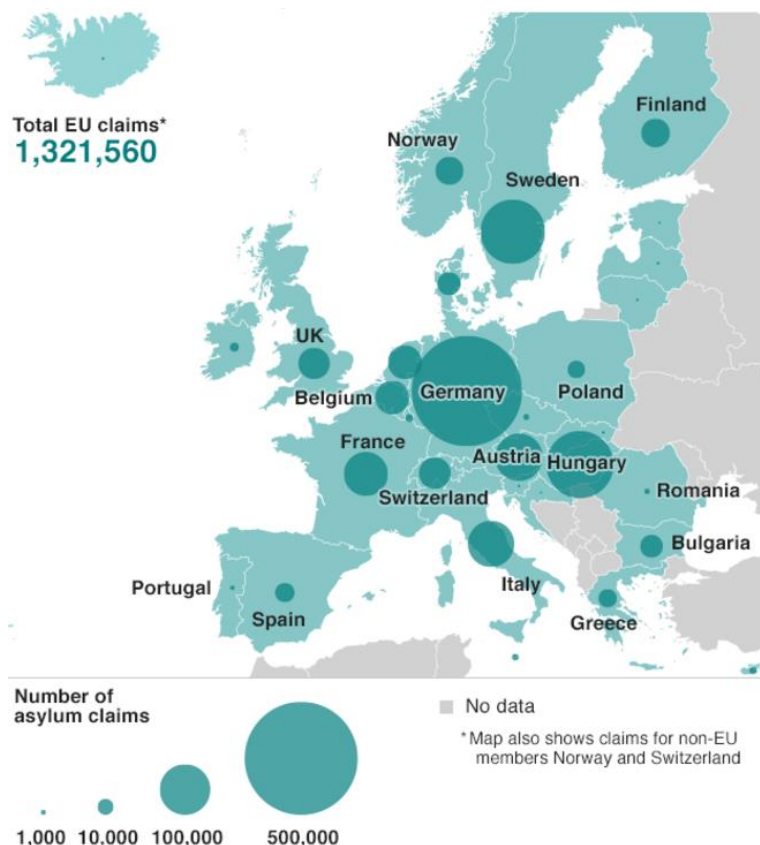 Total EU claims*
1,321,560
Finland
Norway
Sweden
UK
Belgium
Germany
Poland
France
Austria
Hungary
Switzerland
Romania
Bulgaria
Portugal
Spain
Italy
Greece
Number of
asylum claims
No data
* Map also shows claims for non-EU
members Norway and Switzerland
1,000 10,000 100,000 500,000